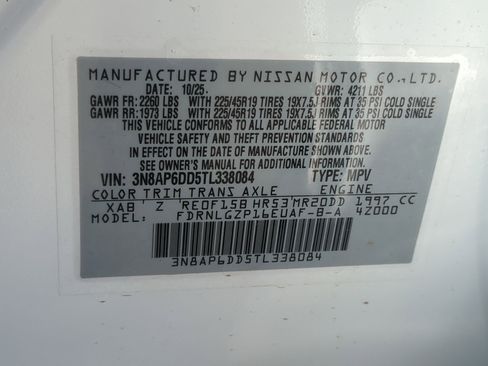 MANUFACTURED BY NISSAN MOTOR CO.,LTD.
DATE 10/25 GVWR: 4211 LBS
GAWR FR: 2260 LBS WITH 225/45R19 TIRES 19X7.5J RIMS AT 35 PSI COLD SINGLE
GAWR RR: 1973 LBS WITH 225/45R19 TIRES 19X7.5J RIMS AT 35 PSI COLD SINGLE
THIS VEHICLE CONFORMS TO ALL APPLICABLE FEDERAL MOTOR
VEHICLE SAFETY AND THEFT PREVENTION STANDARDS
IN EFFECT ON THE DATE OF MANUFACTURE SHOWN ABOVE.
SEE OWNER'S MANUAL FOR ADDITIONAL INFORMATION.
VIN: 3N8AP6DD5TL338084 TYPE: MPV
COLOR TRIM TRANS AXLE ENGINE
XAB Z RE0F15B HR53 MR20DD 1997 CC
MODEL: FDRNLGZP16EUAF-B-A 4Z000
3N8AP6DD5TL338084